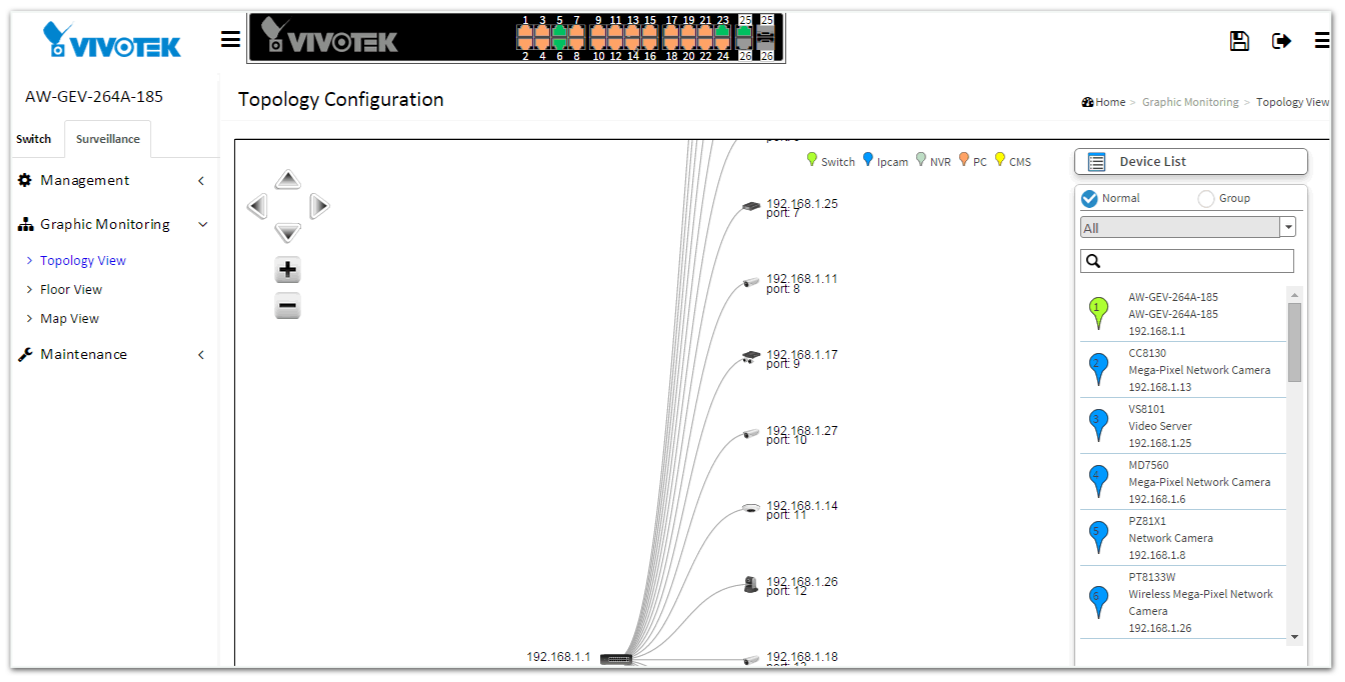 VIVOTEK
VIVOTEK
1 3 5 7 9 11 13 15 17 19 21 23 25 25
2 4 6 8 10 12 14 16 18 20 22 24 26 26
AW-GEV-264A-185
Switch
Surveillance
Management
Graphic Monitoring
Topology View
Floor View
Map View
Maintenance
Topology Configuration
Home > Graphic Monitoring > Topology View
Switch Ipcam NVR PC CMS
192.168.1.25
port: 7
192.168.1.11
port: 8
192.168.1.17
port: 9
192.168.1.27
port: 10
192.168.1.14
port: 11
192.168.1.26
port: 12
192.168.1.18
192.168.1.1
Device List
Normal Group
All
1
AW-GEV-264A-185
AW-GEV-264A-185
192.168.1.1
2
CC8130
Mega-Pixel Network Camera
192.168.1.13
3
VS8101
Video Server
192.168.1.25
4
MD7560
Mega-Pixel Network Camera
192.168.1.6
5
PZ81X1
Network Camera
192.168.1.8
6
PT8133W
Wireless Mega-Pixel Network
Camera
192.168.1.26